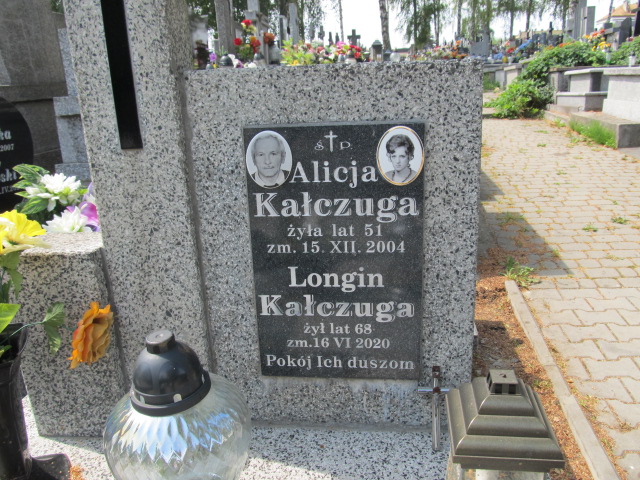 Ś P.
Alicja
Kałczuga
żyła lat 51
zm. 15. XII. 2004
Longin
Kałczuga
żył lat 68
zm.16 VI 2020
Pokój Ich duszom